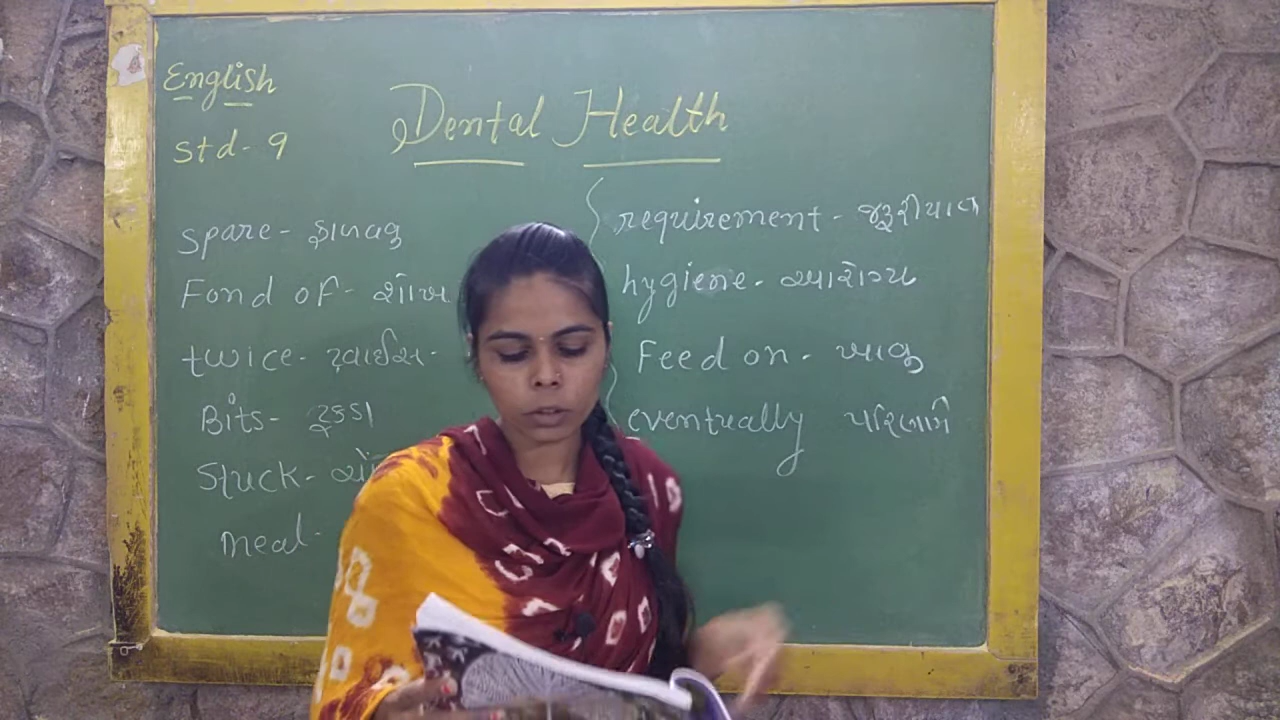 English
std- 9
Dental Health
spare- ફાજલ
Fond of- શોખ
twice- ટ્વાઈસ-
Bits- ટુકડા
Stuck-
meal-
requirement - જરૂરીયાત
hygiene- આરોગ્ય
Feed on- ખાવુ
eventually પરિણામે